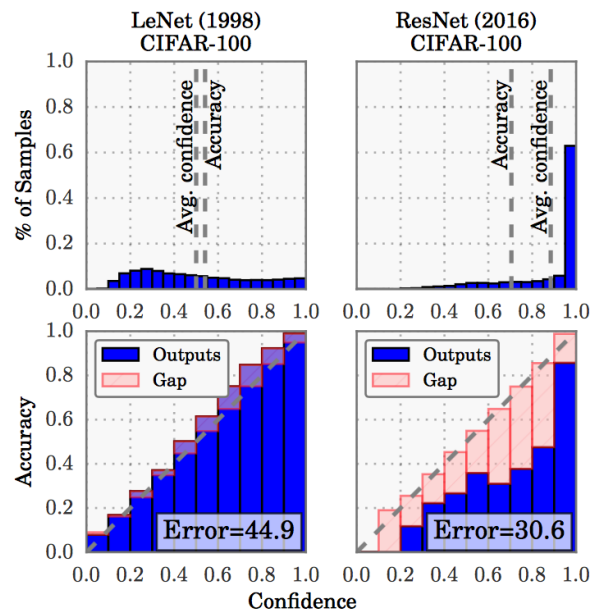 LeNet (1998)
CIFAR-100
ResNet (2016)
CIFAR-100
% of Samples
1.0
0.8
0.6
0.4
0.2
0.0
Avg. confidence
Accuracy
Accuracy
Avg. confidence
0.0 0.2 0.4 0.6 0.8 1.0
0.0 0.2 0.4 0.6 0.8 1.0
Accuracy
1.0
0.8
0.6
0.4
0.2
0.0
Outputs
Gap
Error=44.9
Outputs
Gap
Error=30.6
0.0 0.2 0.4 0.6 0.8 1.0
0.0 0.2 0.4 0.6 0.8 1.0
Confidence